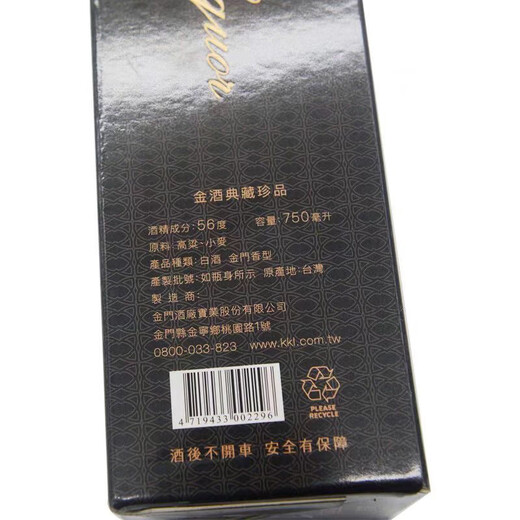 iquor
金酒典藏珍品
酒精成分:56度 容量:750毫升
原料:高粱-小麥
產品種類:白酒 金門香型
產製批號:如瓶身所示 原產地:台灣
製造商:
金門酒廠實業股份有限公司
金門縣金寧鄉桃園路1號
0800-033-823 www.kkl.com.tw
4 719433 002296
PLEASE
RECYCLE
酒後不開車 安全有保障